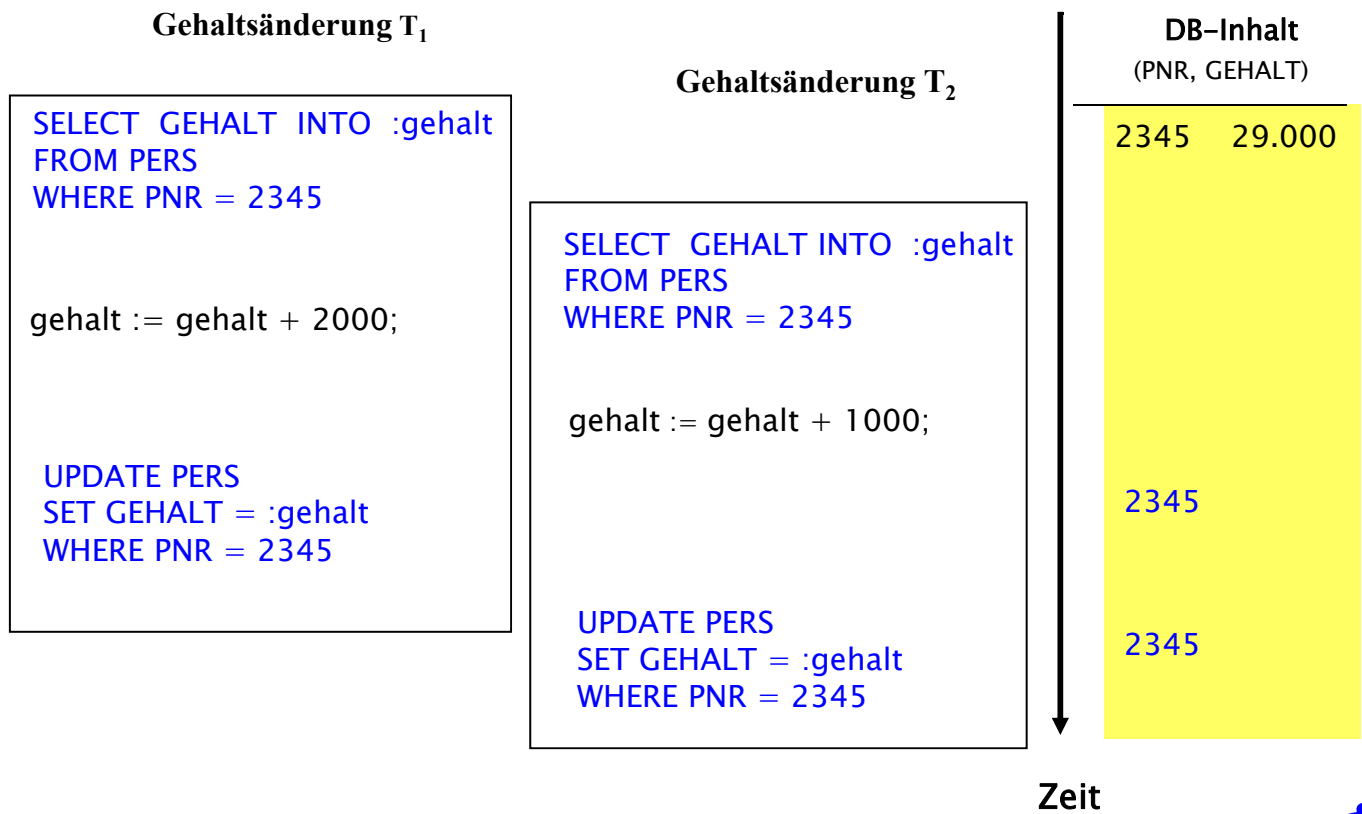 Gehaltsänderung T1
SELECT GEHALT INTO :gehalt
FROM PERS
WHERE PNR = 2345
gehalt := gehalt + 2000;
UPDATE PERS
SET GEHALT = :gehalt
WHERE PNR = 2345
Gehaltsänderung T2
SELECT GEHALT INTO :gehalt
FROM PERS
WHERE PNR = 2345
gehalt := gehalt + 1000;
UPDATE PERS
SET GEHALT = :gehalt
WHERE PNR = 2345
DB-Inhalt
(PNR, GEHALT)
2345 29.000
2345
2345
Zeit